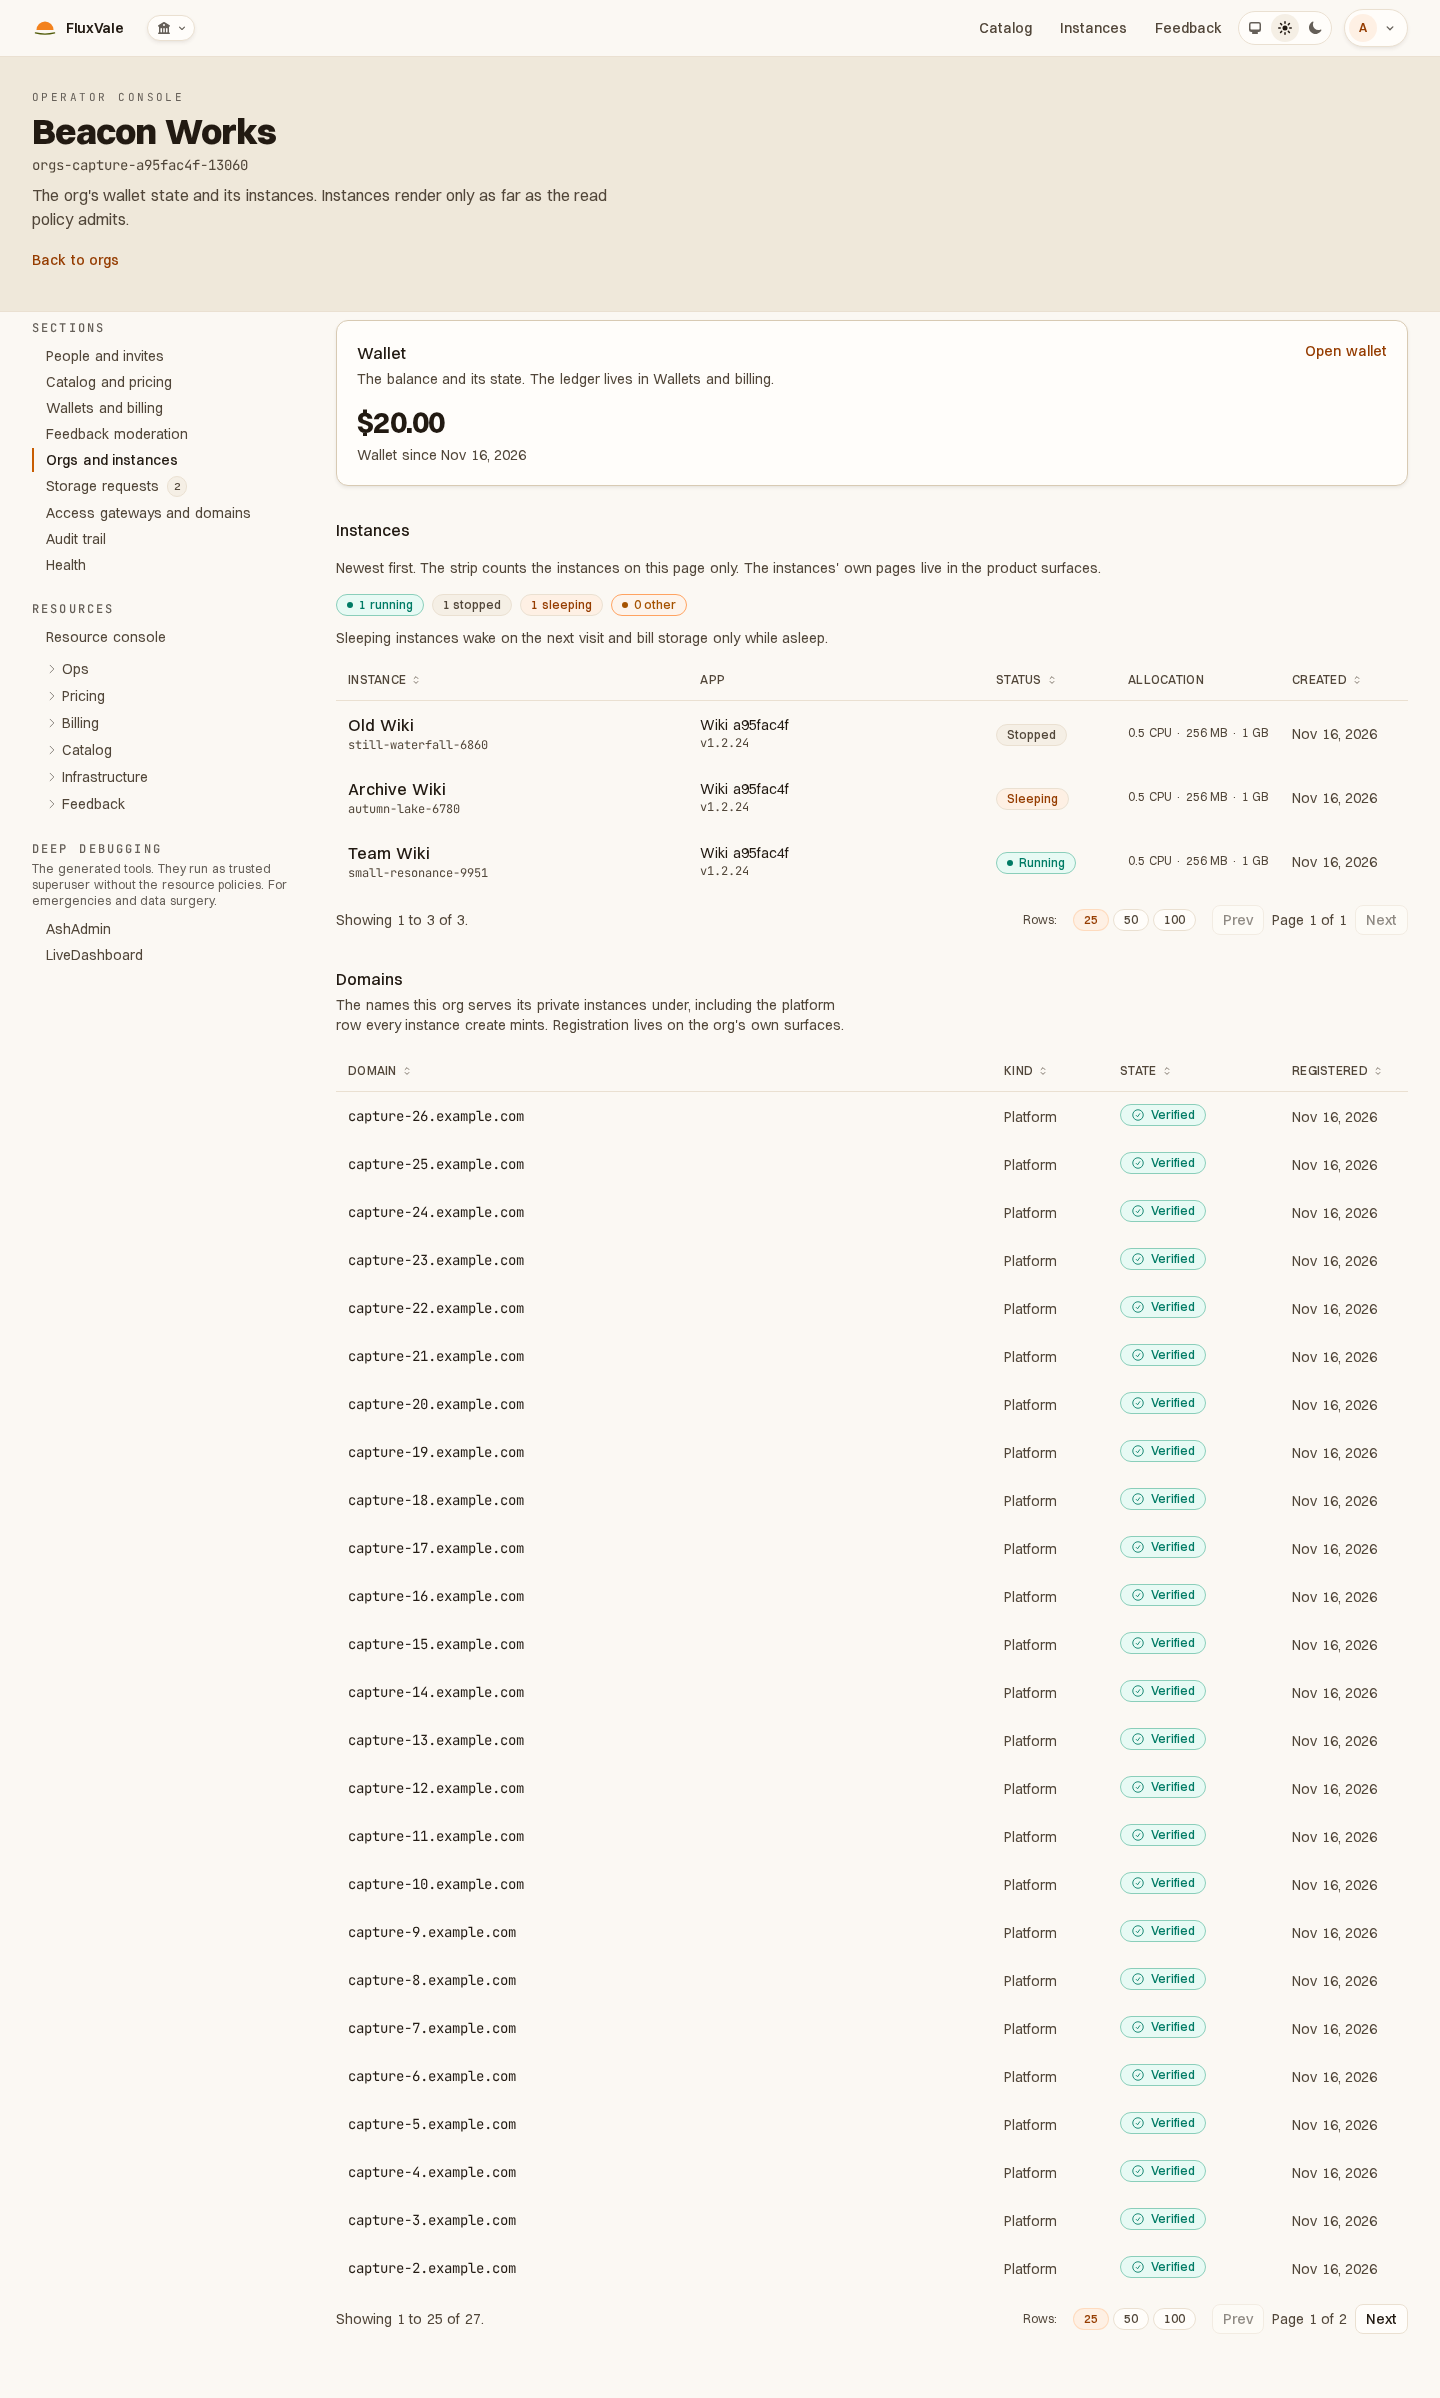 FluxVale
Catalog
Instances
Feedback
A
OPERATOR CONSOLE
Beacon Works
orgs-capture-a95fac4f-13060
The org's wallet state and its instances. Instances render only as far as the read
policy admits.
Back to orgs
SECTIONS
People and invites
Catalog and pricing
Wallets and billing
Feedback moderation
Orgs and instances
Storage requests 2
Access gateways and domains
Audit trail
Health
RESOURCES
Resource console
Ops
Pricing
Billing
Catalog
Infrastructure
Feedback
DEEP DEBUGGING
The generated tools. They run as trusted
superuser without the resource policies. For
emergencies and data surgery.
AshAdmin
LiveDashboard
Wallet
Open wallet
The balance and its state. The ledger lives in Wallets and billing.
$20.00
Wallet since Nov 16, 2026
Instances
Newest first. The strip counts the instances on this page only. The instances' own pages live in the product surfaces.
1 running 1 stopped 1 sleeping 0 other
Sleeping instances wake on the next visit and bill storage only while asleep.
INSTANCE APP STATUS ALLOCATION CREATED
Old Wiki Wiki a95fac4f Stopped 0.5 CPU · 256 MB · 1 GB Nov 16, 2026
still-waterfall-6860 v1.2.24
Archive Wiki Wiki a95fac4f Sleeping 0.5 CPU · 256 MB · 1 GB Nov 16, 2026
autumn-lake-6780 v1.2.24
Team Wiki Wiki a95fac4f Running 0.5 CPU · 256 MB · 1 GB Nov 16, 2026
small-resonance-9951 v1.2.24
Showing 1 to 3 of 3. Rows: 25 50 100 Prev Page 1 of 1 Next
Domains
The names this org serves its private instances under, including the platform
row every instance create mints. Registration lives on the org's own surfaces.
DOMAIN KIND STATE REGISTERED
capture-26.example.com Platform Verified Nov 16, 2026
capture-25.example.com Platform Verified Nov 16, 2026
capture-24.example.com Platform Verified Nov 16, 2026
capture-23.example.com Platform Verified Nov 16, 2026
capture-22.example.com Platform Verified Nov 16, 2026
capture-21.example.com Platform Verified Nov 16, 2026
capture-20.example.com Platform Verified Nov 16, 2026
capture-19.example.com Platform Verified Nov 16, 2026
capture-18.example.com Platform Verified Nov 16, 2026
capture-17.example.com Platform Verified Nov 16, 2026
capture-16.example.com Platform Verified Nov 16, 2026
capture-15.example.com Platform Verified Nov 16, 2026
capture-14.example.com Platform Verified Nov 16, 2026
capture-13.example.com Platform Verified Nov 16, 2026
capture-12.example.com Platform Verified Nov 16, 2026
capture-11.example.com Platform Verified Nov 16, 2026
capture-10.example.com Platform Verified Nov 16, 2026
capture-9.example.com Platform Verified Nov 16, 2026
capture-8.example.com Platform Verified Nov 16, 2026
capture-7.example.com Platform Verified Nov 16, 2026
capture-6.example.com Platform Verified Nov 16, 2026
capture-5.example.com Platform Verified Nov 16, 2026
capture-4.example.com Platform Verified Nov 16, 2026
capture-3.example.com Platform Verified Nov 16, 2026
capture-2.example.com Platform Verified Nov 16, 2026
Showing 1 to 25 of 27. Rows: 25 50 100 Prev Page 1 of 2 Next